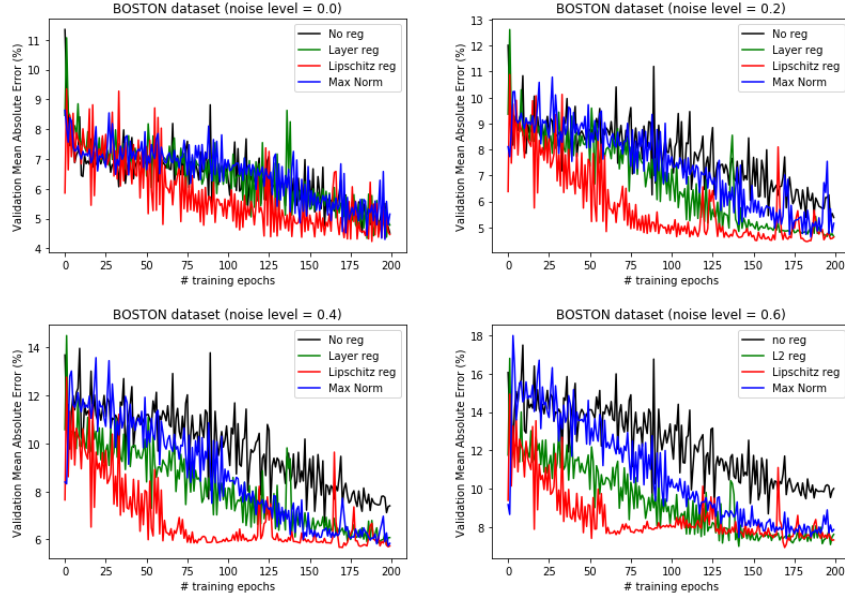 BOSTON dataset (noise level = 0.0)
No reg
Layer reg
Lipschitz reg
Max Norm
11
10
9
8
7
6
5
4
Validation Mean Absolute Error (%)
0 25 50 75 100 125 150 175 200
# training epochs
BOSTON dataset (noise level = 0.2)
No reg
Layer reg
Lipschitz reg
Max Norm
13
12
11
10
9
8
7
6
5
Validation Mean Absolute Error (%)
0 25 50 75 100 125 150 175 200
# training epochs
BOSTON dataset (noise level = 0.4)
No reg
Layer reg
Lipschitz reg
Max Norm
14
12
10
8
6
Validation Mean Absolute Error (%)
0 25 50 75 100 125 150 175 200
# training epochs
BOSTON dataset (noise level = 0.6)
no reg
L2 reg
Lipschitz reg
Max Norm
18
16
14
12
10
8
Validation Mean Absolute Error (%)
0 25 50 75 100 125 150 175 200
# training epochs